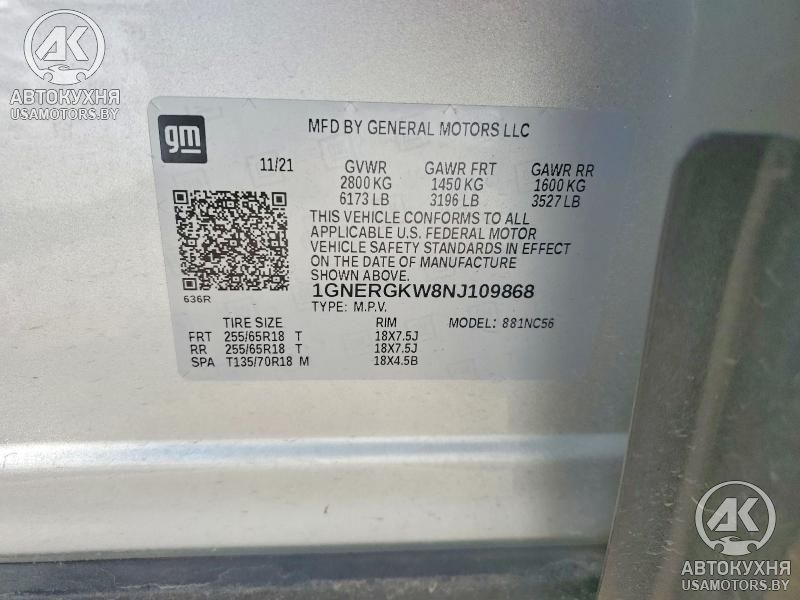 AK
АВТОКУХНЯ
USAMOTORS.BY
gm
MFD BY GENERAL MOTORS LLC
11/21 GVWR GAWR FRT GAWR RR
2800 KG 1450 KG 1600 KG
6173 LB 3196 LB 3527 LB
THIS VEHICLE CONFORMS TO ALL
APPLICABLE U.S. FEDERAL MOTOR
VEHICLE SAFETY STANDARDS IN EFFECT
ON THE DATE OF MANUFACTURE
SHOWN ABOVE.
636R 1GNERGKW8NJ109868
TYPE: M.P.V.
TIRE SIZE RIM MODEL: 881NC56
FRT 255/65R18 T 18X7.5J
RR 255/65R18 T 18X7.5J
SPA T135/70R18 M 18X4.5B
AK
АВТОКУХНЯ
USAMOTORS.BY